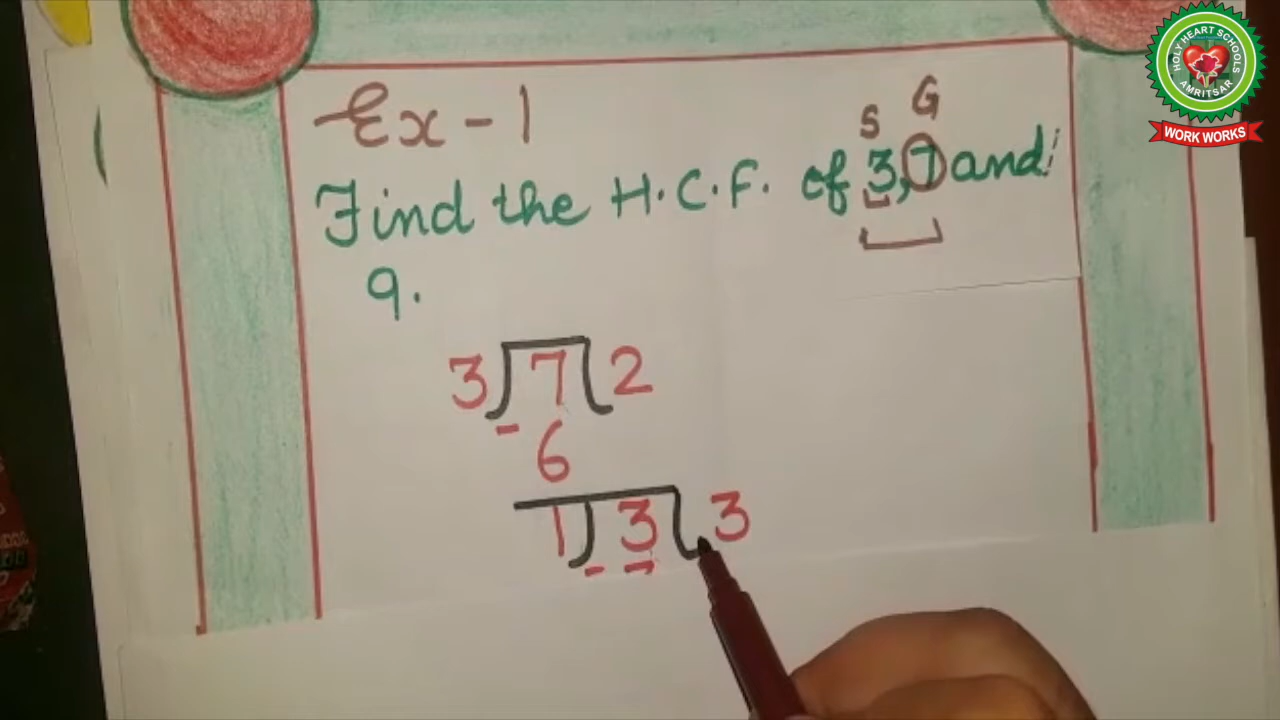 Ex - 1
S G
Find the H.C.F. of 3, 7 and
9.
3 7 2
- 6
1 3 3
- 3
HOLY HEART SCHOOLS
AMRITSAR
WORK WORKS